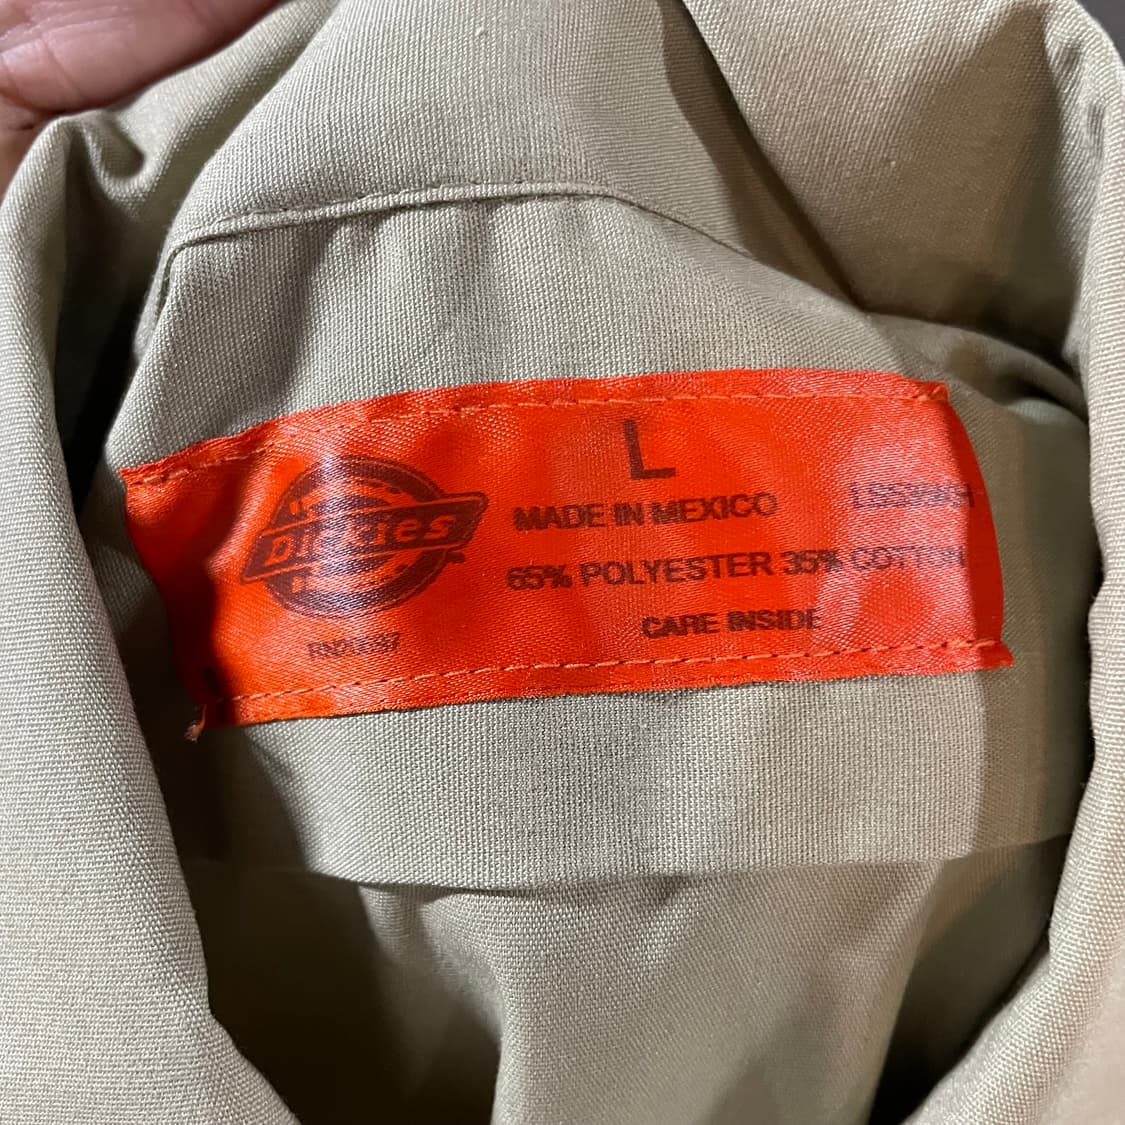 L
Dickies
MADE IN MEXICO
65% POLYESTER 35% COTTON
CARE INSIDE